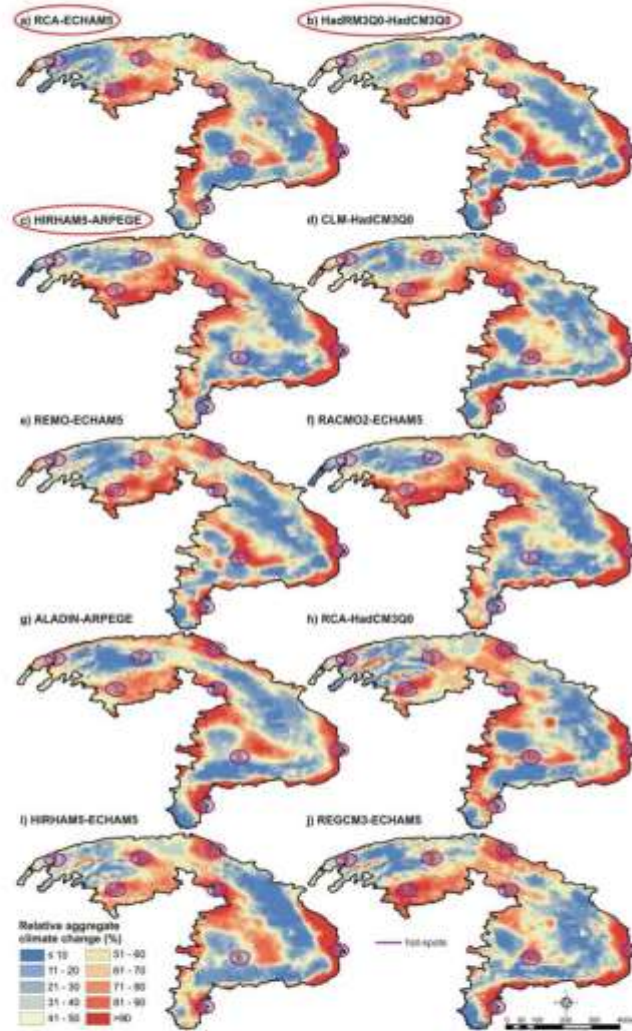 a) RCA-ECHAM5
b) HadRM3Q0-HadCM3Q0
c) HIRHAM5-ARPEGE
d) CLM-HadCM3Q0
e) REMO-ECHAM5
f) RACMO2-ECHAM5
g) ALADIN-ARPEGE
h) RCA-HadCM3Q0
i) HIRHAM5-ECHAM5
j) REGCM3-ECHAM5
Relative aggregate
climate change (%)
≤ 10
11 - 20
21 - 30
31 - 40
41 - 50
51 - 60
61 - 70
71 - 80
81 - 90
>90
hot-spots